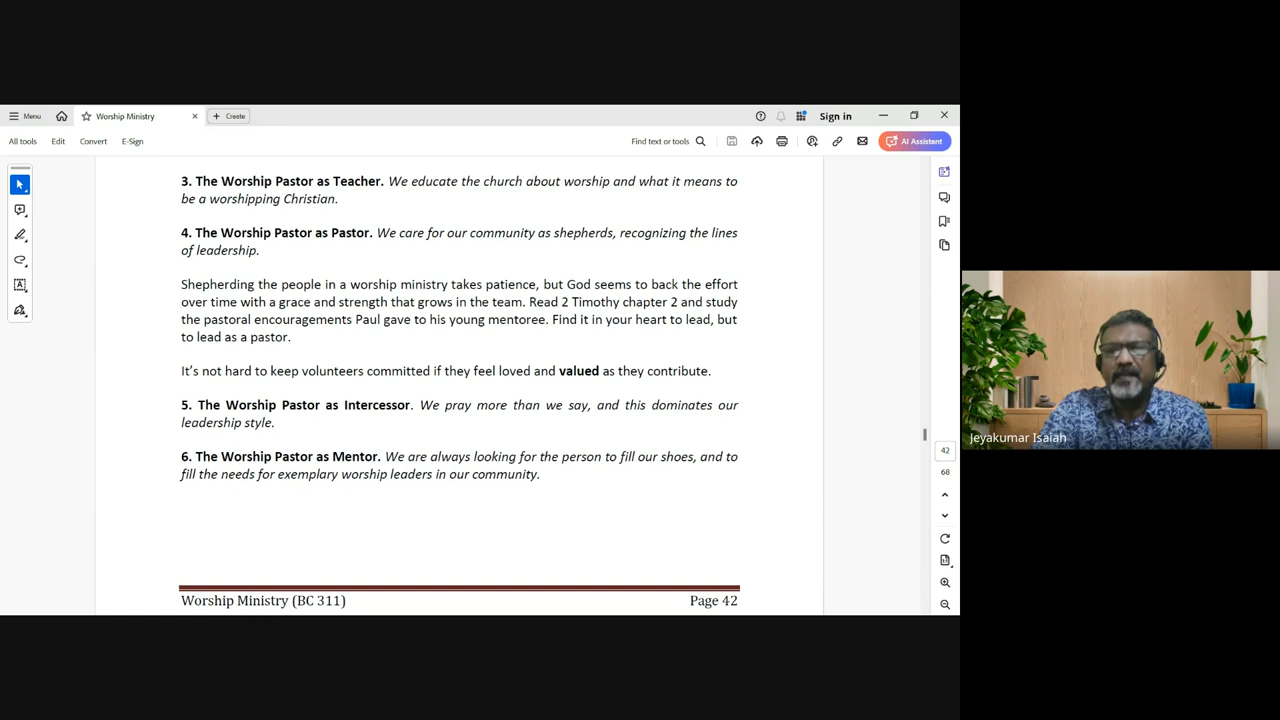 Menu
Worship Ministry
Create
Sign in
All tools
Edit
Convert
E-Sign
Find text or tools
AI Assistant
3. The Worship Pastor as Teacher. We educate the church about worship and what it means to
be a worshipping Christian.
4. The Worship Pastor as Pastor. We care for our community as shepherds, recognizing the lines
of leadership.
Shepherding the people in a worship ministry takes patience, but God seems to back the effort
over time with a grace and strength that grows in the team. Read 2 Timothy chapter 2 and study
the pastoral encouragements Paul gave to his young mentoree. Find it in your heart to lead, but
to lead as a pastor.
It's not hard to keep volunteers committed if they feel loved and valued as they contribute.
5. The Worship Pastor as Intercessor. We pray more than we say, and this dominates our
leadership style.
6. The Worship Pastor as Mentor. We are always looking for the person to fill our shoes, and to
fill the needs for exemplary worship leaders in our community.
Worship Ministry (BC 311)
Page 42
42
68
Jeyakumar Isaiah